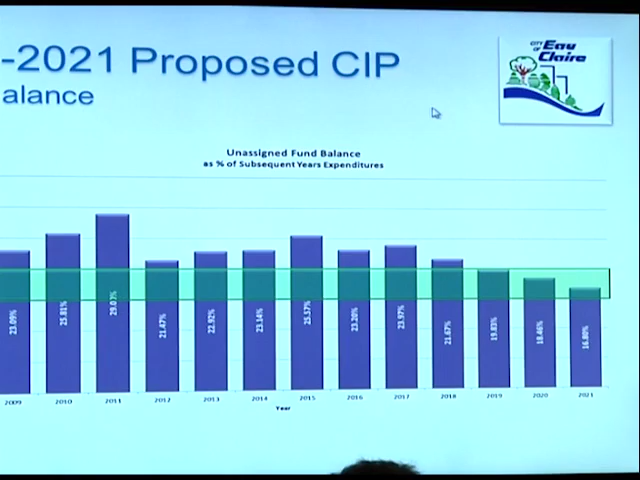 -2021 Proposed CIP
alance
CITY OF Eau Claire
Unassigned Fund Balance
as % of Subsequent Years Expenditures
23.09% 25.81% 29.07% 21.47% 22.92% 23.14% 25.57% 23.20% 23.97% 21.67% 19.83% 18.46% 16.80%
2009 2010 2011 2012 2013 2014 2015 2016 2017 2018 2019 2020 2021
Year